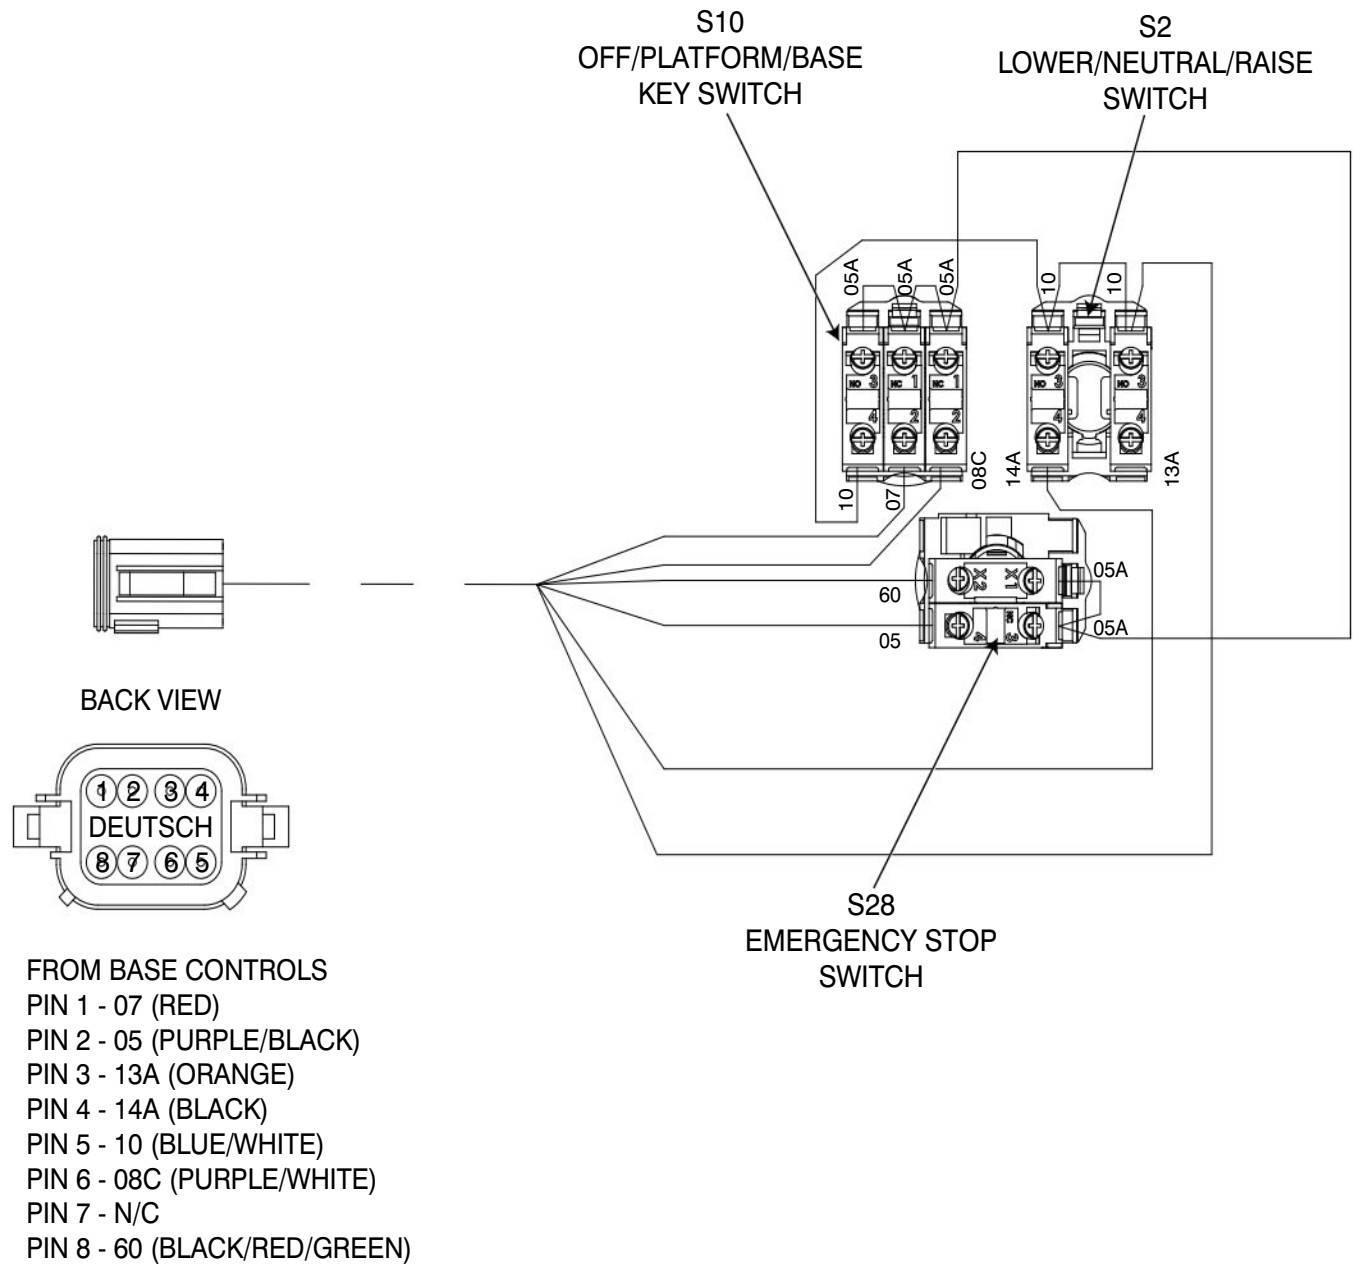 S10
OFF/PLATFORM/BASE
KEY SWITCH
S2
LOWER/NEUTRAL/RAISE
SWITCH
05A
05A
05A
10
10
NO 3
4
NC 1
2
NC 1
2
NO 3
4
NO 3
4
10
07
08C
14A
13A
X2
X1
4
NC 3
60
05
05A
05A
BACK VIEW
1 2 3 4
DEUTSCH
8 7 6 5
S28
EMERGENCY STOP
SWITCH
FROM BASE CONTROLS
PIN 1 - 07 (RED)
PIN 2 - 05 (PURPLE/BLACK)
PIN 3 - 13A (ORANGE)
PIN 4 - 14A (BLACK)
PIN 5 - 10 (BLUE/WHITE)
PIN 6 - 08C (PURPLE/WHITE)
PIN 7 - N/C
PIN 8 - 60 (BLACK/RED/GREEN)